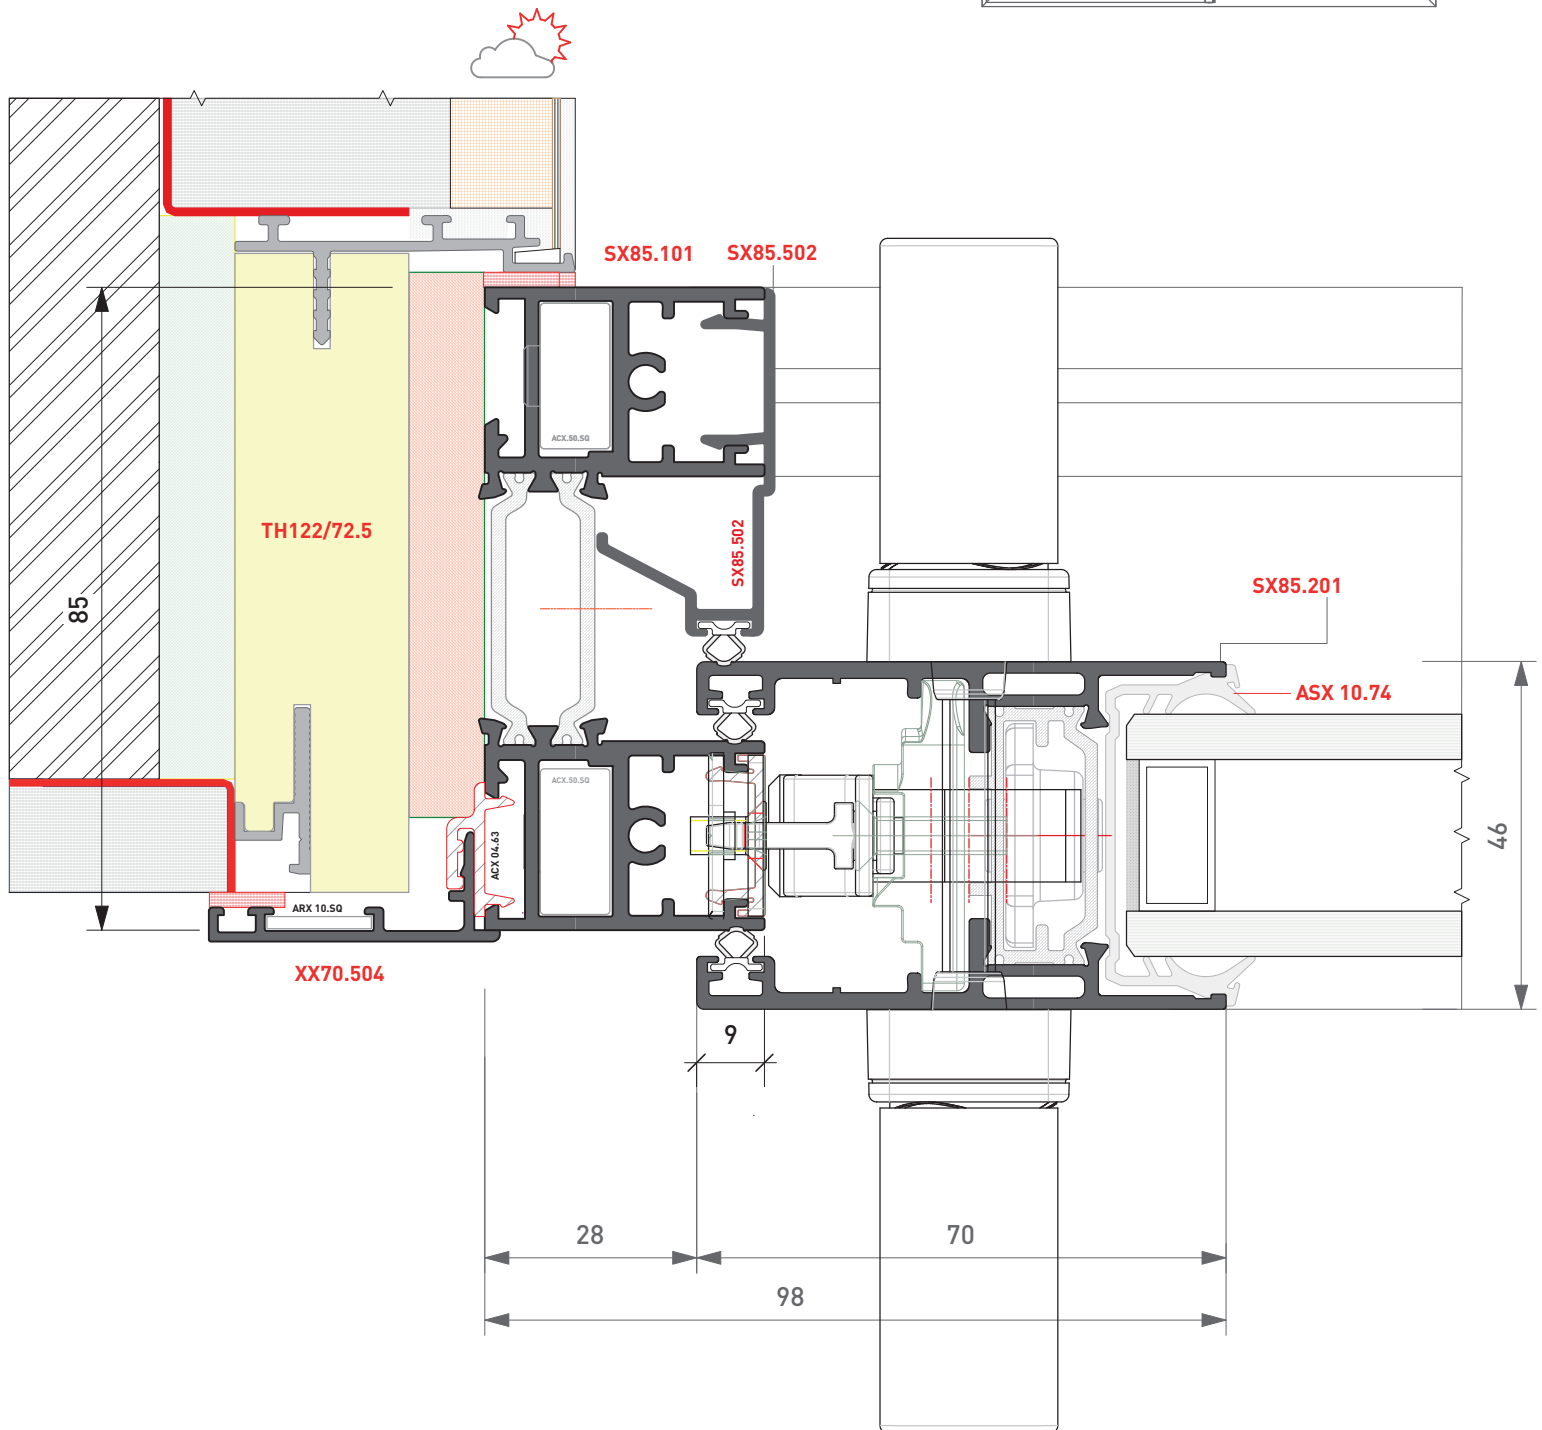 SX85.101
SX85.502
ACX.50.SQ
TH122/72.5
SX85.502
SX85.201
85
ASX 10.74
ACX.50.SQ
46
ACX 04.63
ARX 10.SQ
XX70.504
9
28
70
98